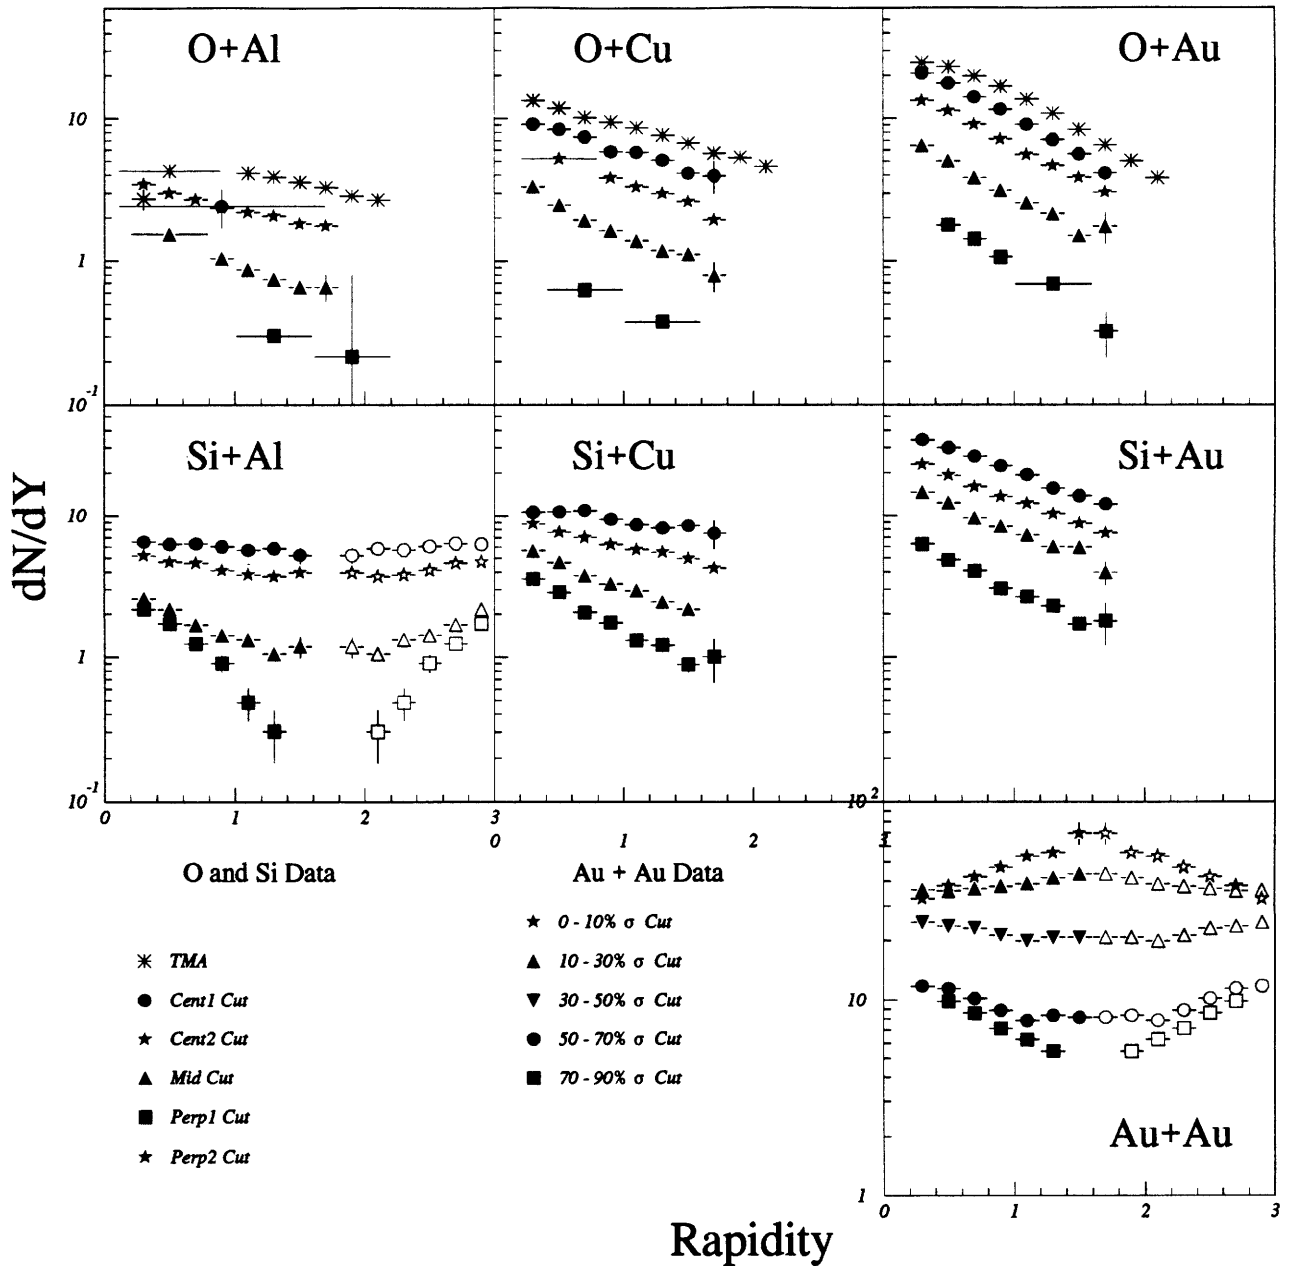 O+Al O+Cu O+Au
10
1
10⁻¹
Si+Al Si+Cu Si+Au
10
1
10⁻¹
dN/dY
0 1 2 3
0 1 2
10²
10
1
0 1 2 3
O and Si Data
TMA
Cent1 Cut
Cent2 Cut
Mid Cut
Perp1 Cut
Perp2 Cut
Au + Au Data
0 - 10% σ Cut
10 - 30% σ Cut
30 - 50% σ Cut
50 - 70% σ Cut
70 - 90% σ Cut
Au+Au
Rapidity